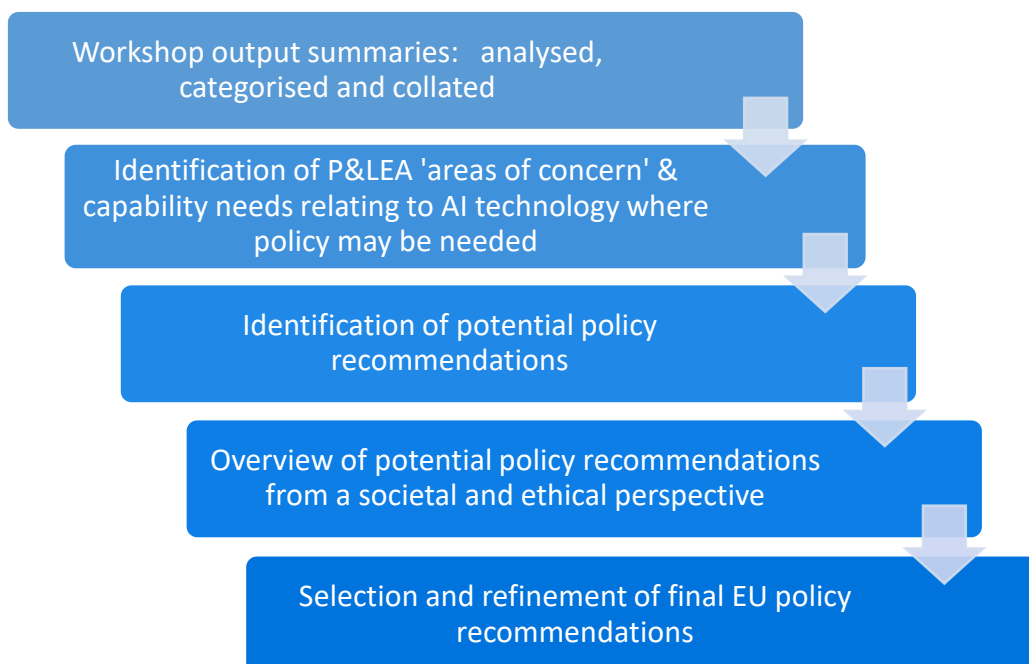 Workshop output summaries:   analysed,
categorised and collated
Identification of P&LEA 'areas of concern' &
capability needs relating to AI technology where
policy may be needed
Identification of potential policy
recommendations
Overview of potential policy recommendations
from a societal and ethical perspective
Selection and refinement of final EU policy
recommendations